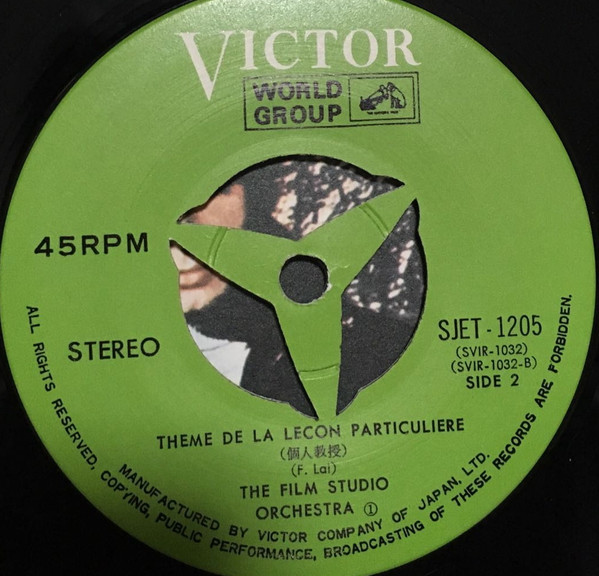 VICTOR
WORLD
GROUP
45RPM
STEREO
SJET-1205
(SVIR-1032)
(SVIR-1032-B)
SIDE 2
THEME DE LA LECON PARTICULIERE
(個人教授)
(F. Lai)
THE FILM STUDIO
ORCHESTRA ①
MANUFACTURED BY VICTOR COMPANY OF JAPAN, LTD.
ALL RIGHTS RESERVED. COPYING, PUBLIC PERFORMANCE, BROADCASTING OF THESE RECORDS ARE FORBIDDEN.